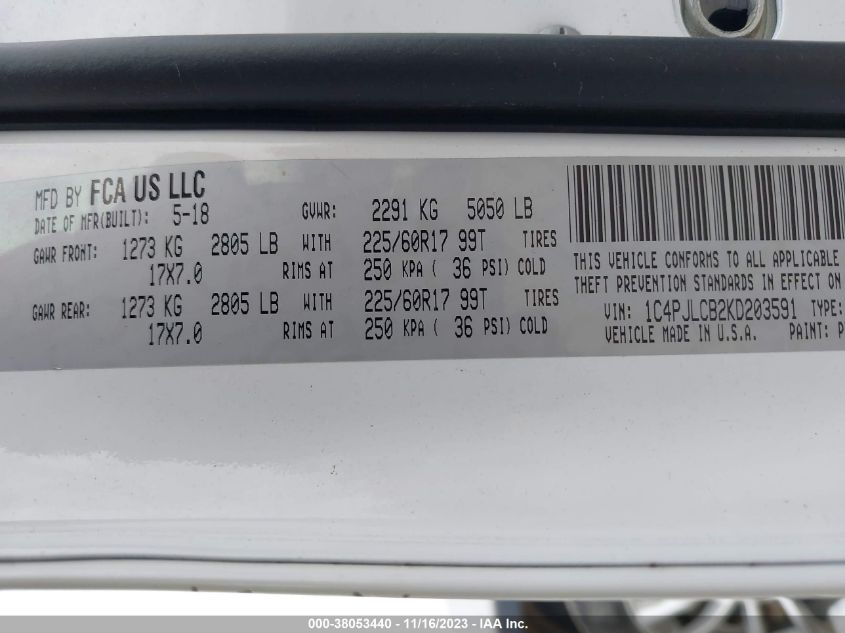 MFD BY FCA US LLC
DATE OF MFR(BUILT): 5-18 GVWR: 2291 KG 5050 LB
GAWR FRONT: 1273 KG 2805 LB WITH 225/60R17 99T TIRES
17X7.0 RIMS AT 250 KPA ( 36 PSI) COLD
GAWR REAR: 1273 KG 2805 LB WITH 225/60R17 99T TIRES
17X7.0 RIMS AT 250 KPA ( 36 PSI) COLD
THIS VEHICLE CONFORMS TO ALL APPLICABLE
THEFT PREVENTION STANDARDS IN EFFECT ON
VIN: 1C4PJLCB2KD203591 TYPE:
VEHICLE MADE IN U.S.A. PAINT: P
000-38053440 - 11/16/2023 - IAA Inc.